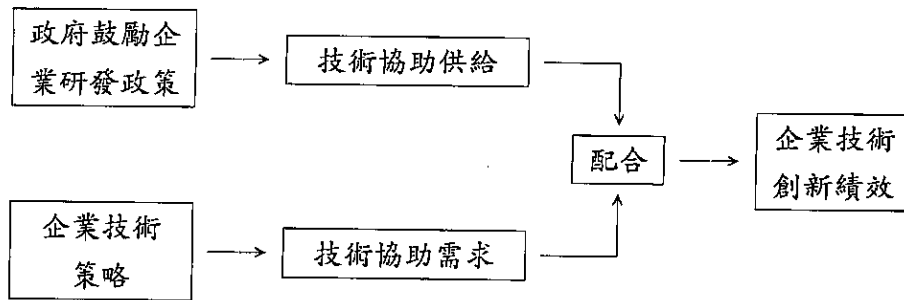 政府鼓勵企
業研發政策
技術協助供給
配合
企業技術
創新績效
企業技術
策略
技術協助需求